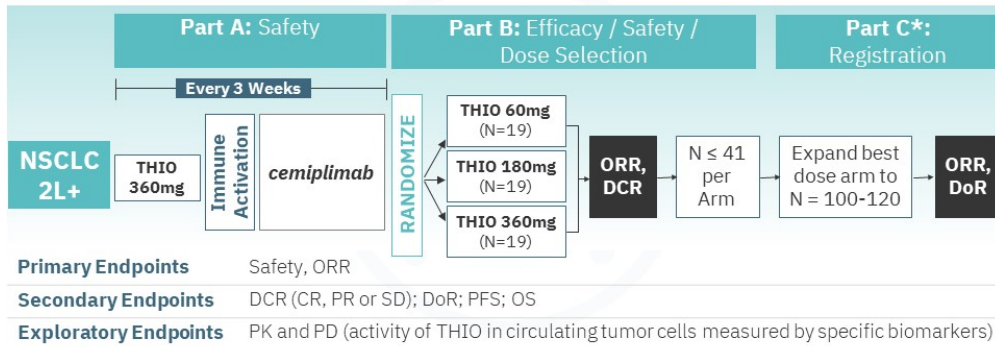 Part A: Safety
Part B: Efficacy / Safety /
Dose Selection
Part C*:
Registration
Every 3 Weeks
NSCLC
2L+
THIO
360mg
Immune
Activation
cemiplimab
RANDOMIZE
THIO 60mg
(N=19)
THIO 180mg
(N=19)
THIO 360mg
(N=19)
ORR,
DCR
N ≤ 41
per
Arm
Expand best
dose arm to
N = 100-120
ORR,
DoR
Primary Endpoints Safety, ORR
Secondary Endpoints DCR (CR, PR or SD); DoR; PFS; OS
Exploratory Endpoints PK and PD (activity of THIO in circulating tumor cells measured by specific biomarkers)